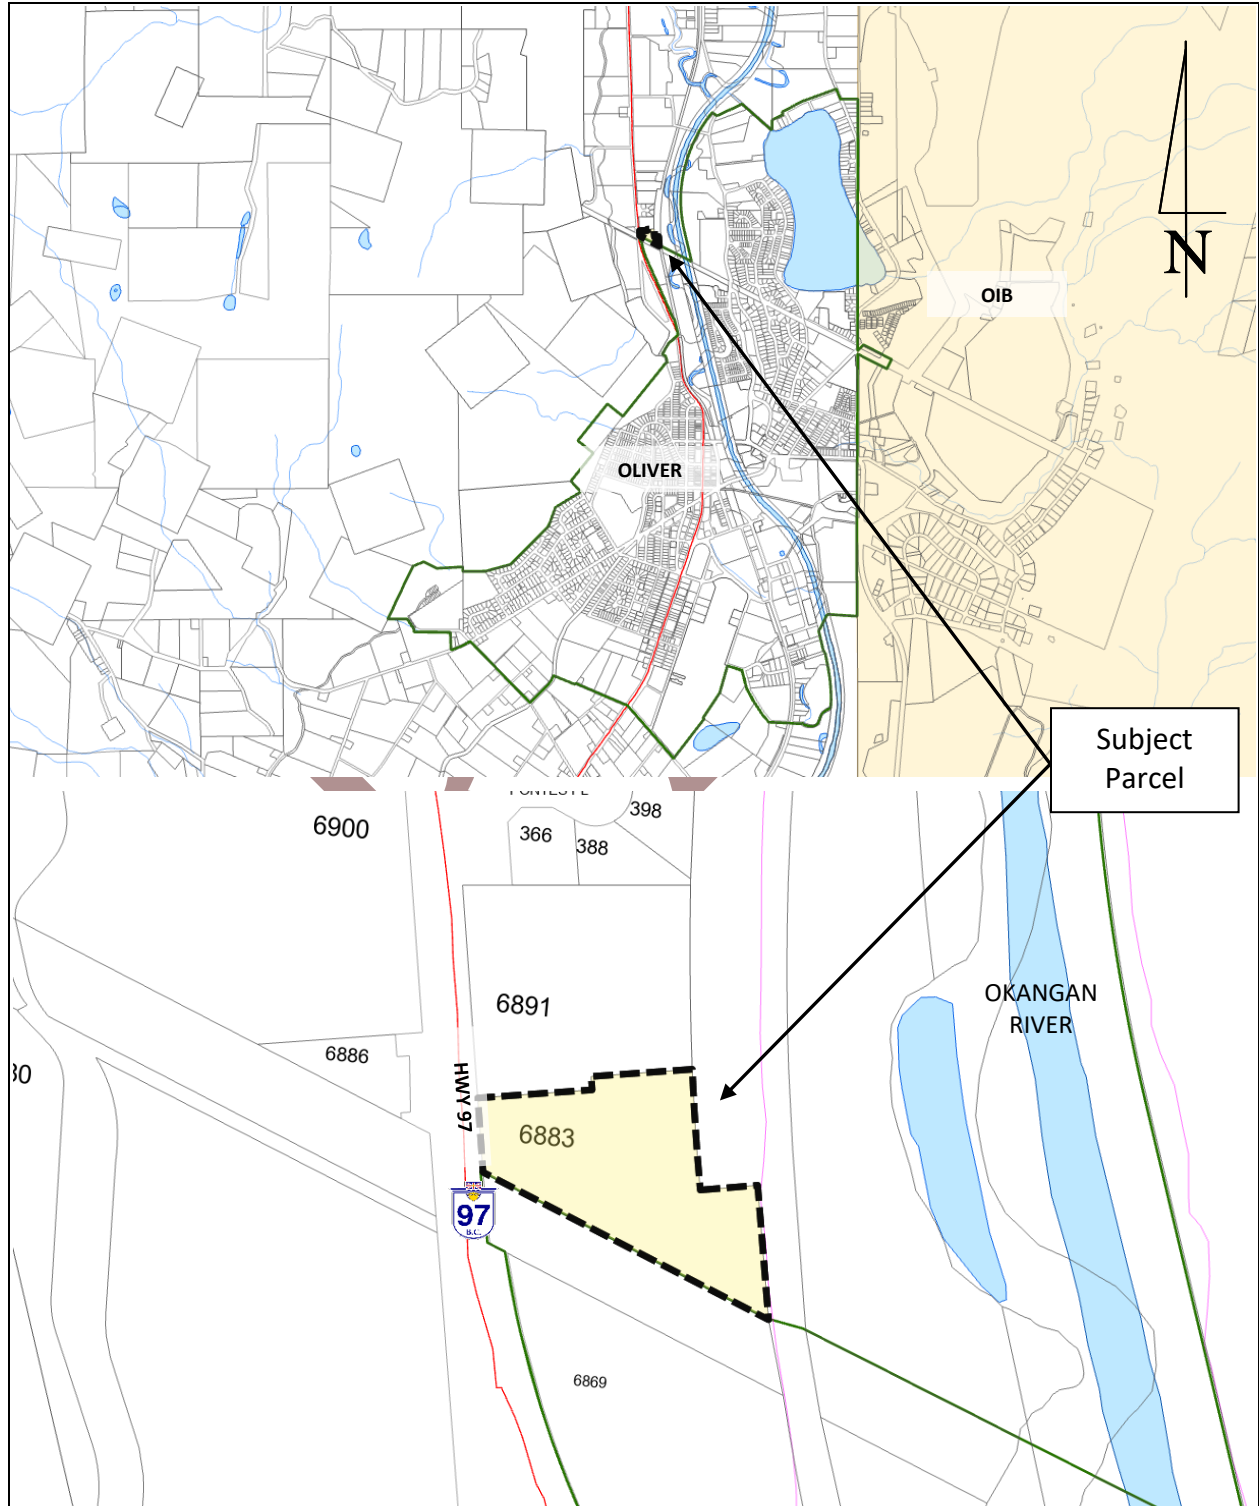 N
OIB
OLIVER
Subject
Parcel
398
6900
366
388
6891
OKANGAN
RIVER
6886
HWY 97
6883
97
B.C.
6869